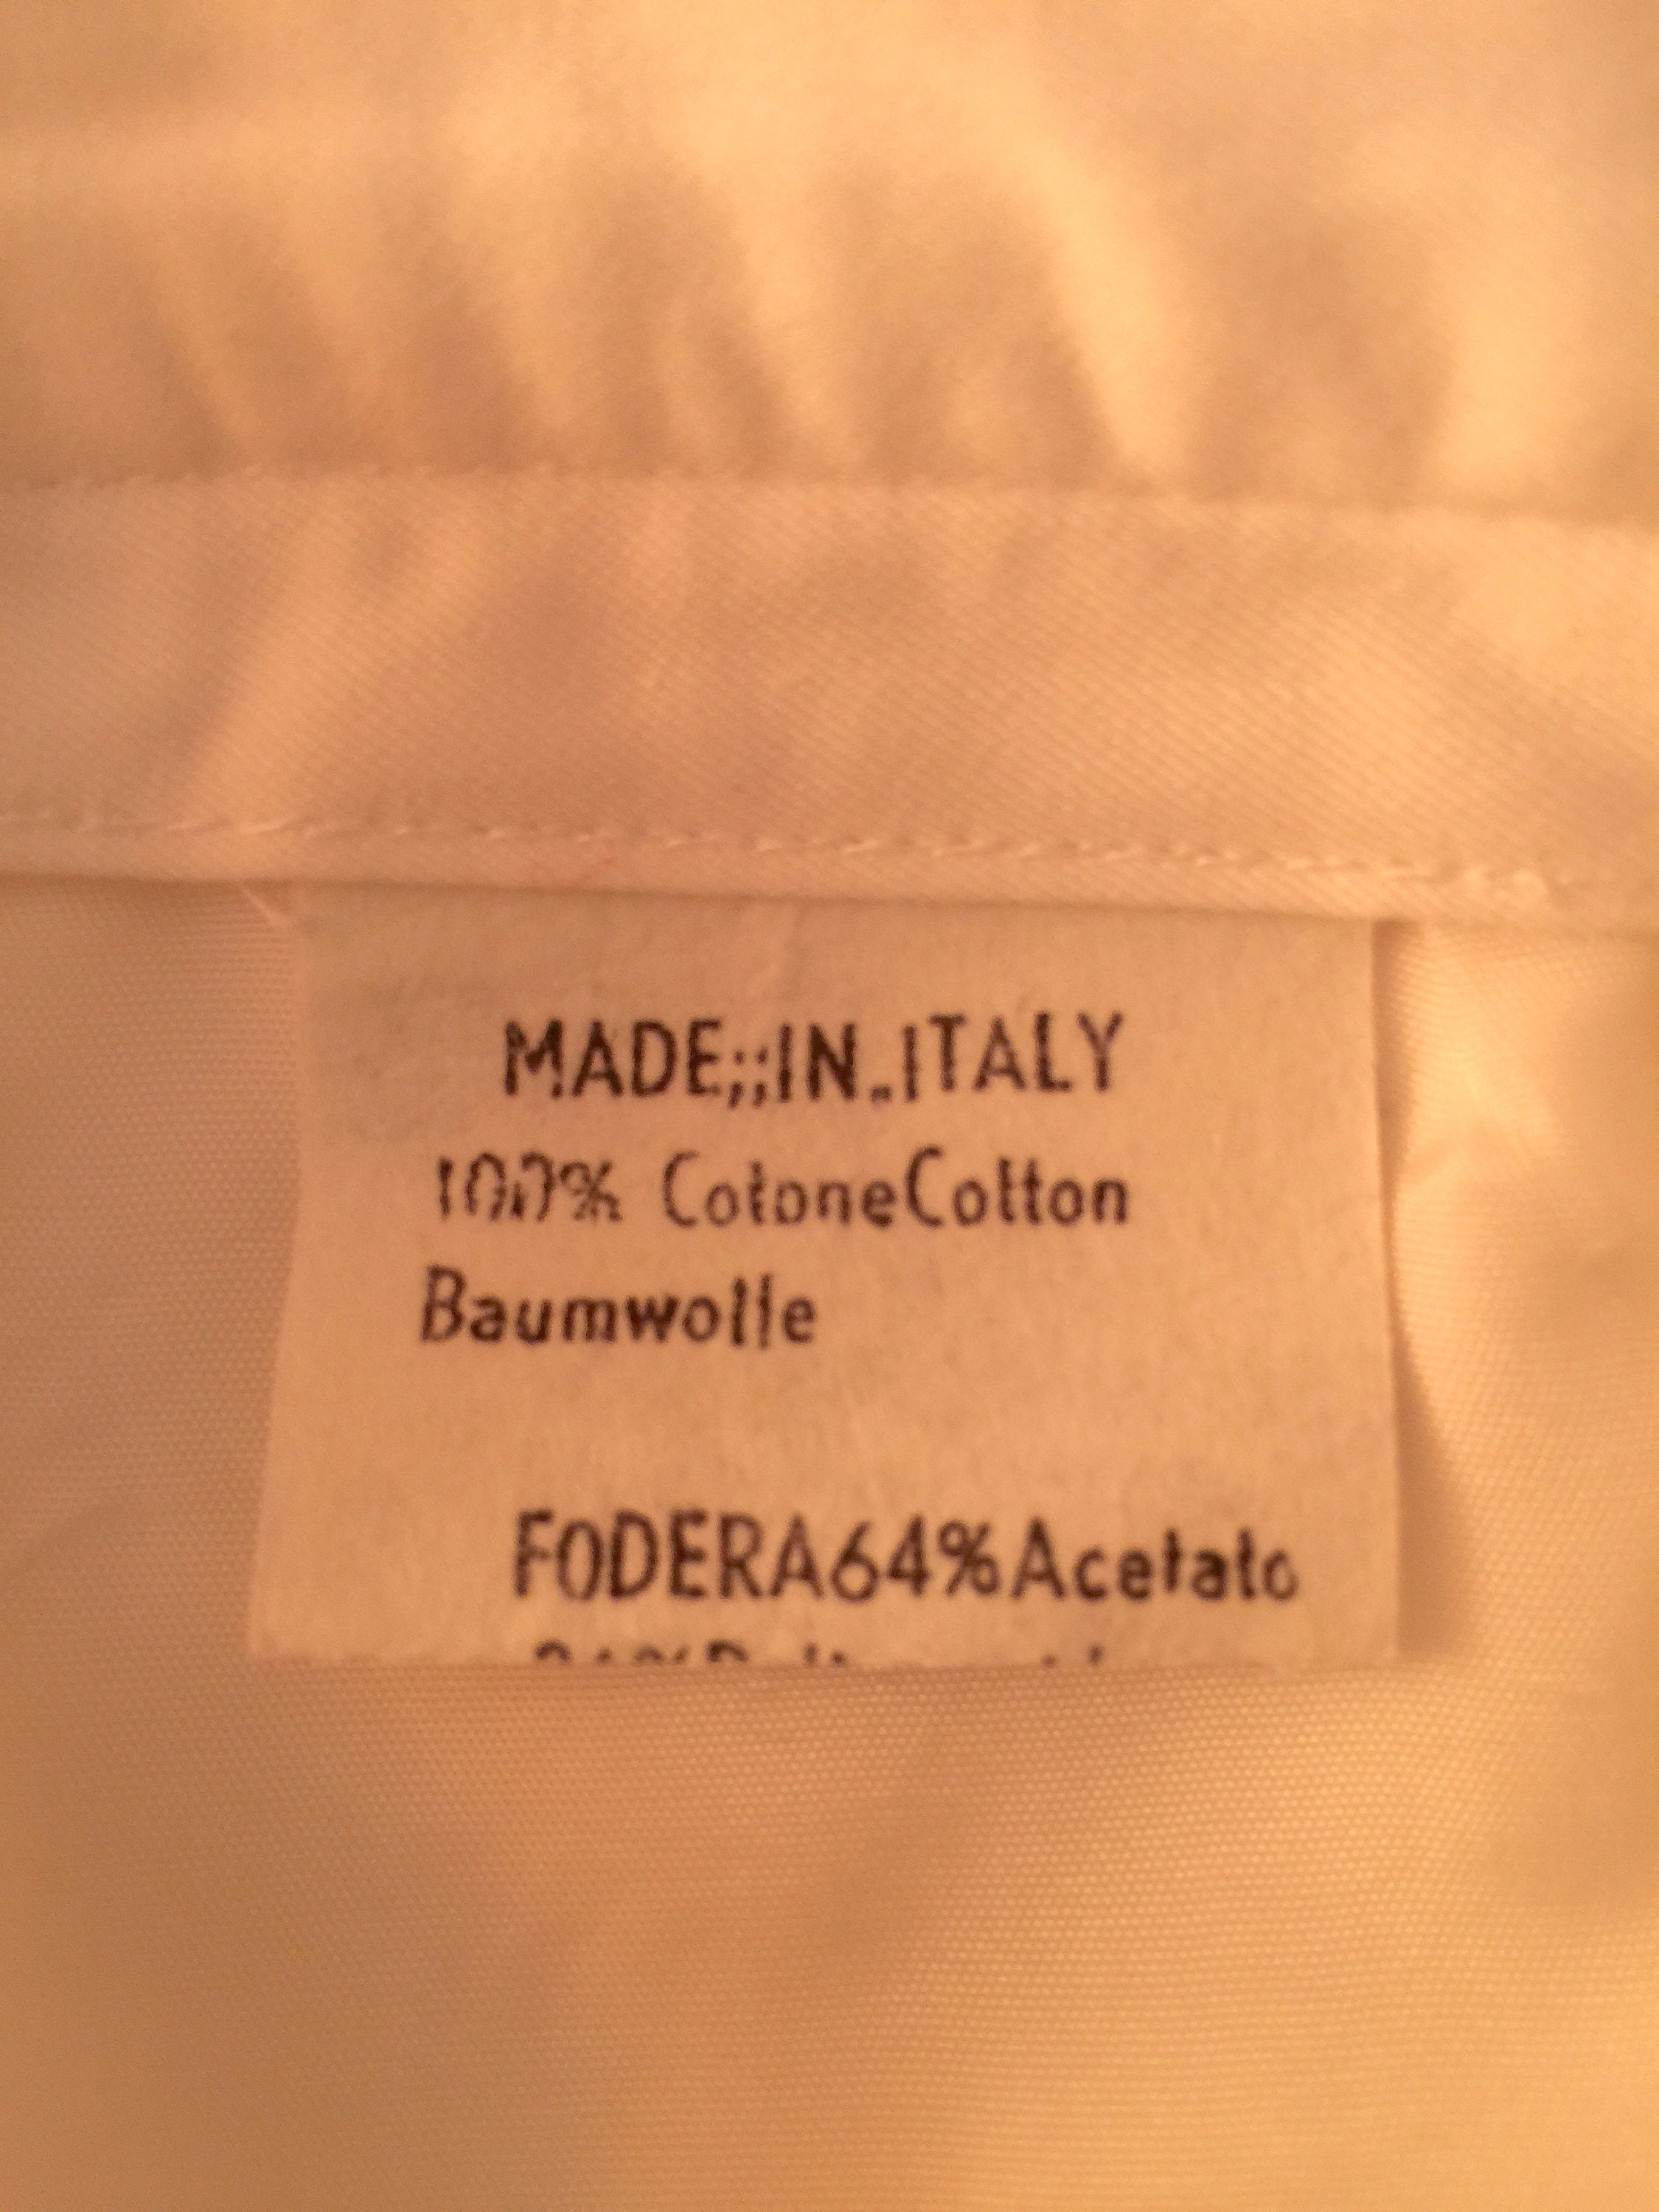 MADE;;IN..ITALY
100% CotoneCotton
Baumwolle
FODERA64%Acetato